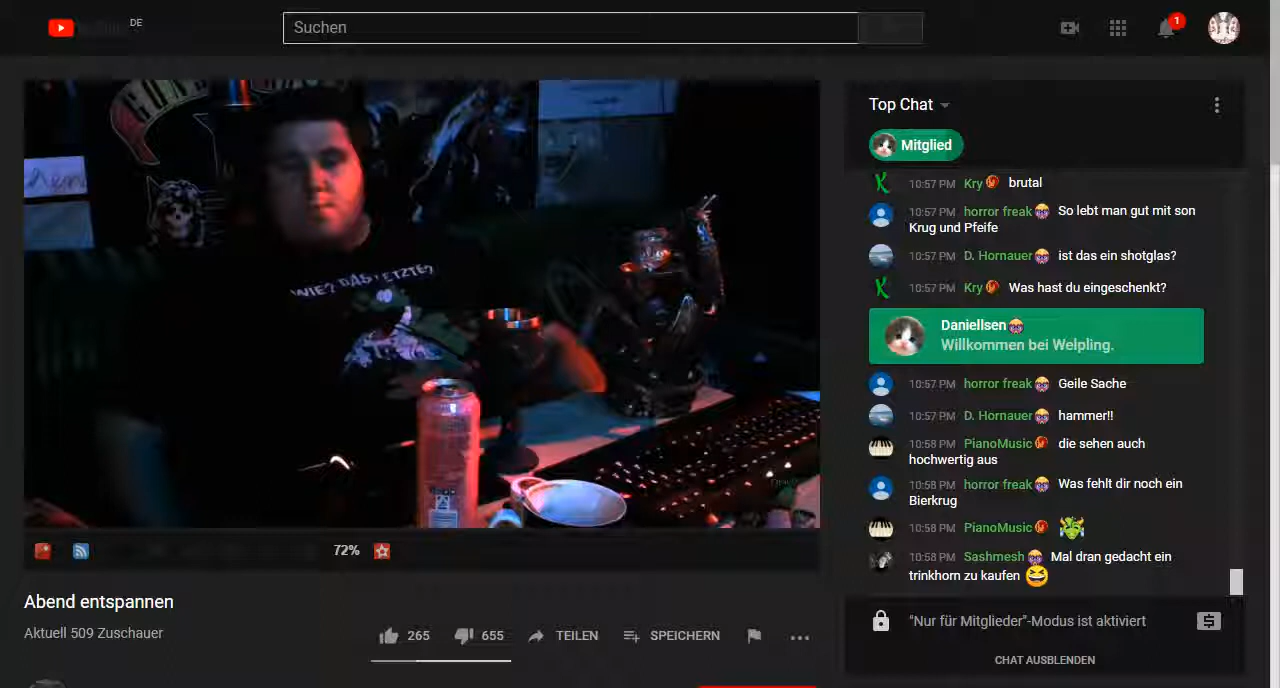 DE
Suchen
1
WIE? DAS LETZTE?
Top Chat
Mitglied
10:57 PM Kry brutal
10:57 PM horror freak So lebt man gut mit son
Krug und Pfeife
10:57 PM D. Hornauer ist das ein shotglas?
10:57 PM Kry Was hast du eingeschenkt?
Daniellsen
Willkommen bei Welpling.
10:57 PM horror freak Geile Sache
10:57 PM D. Hornauer hammer!!
10:58 PM PianoMusic die sehen auch
hochwertig aus
10:58 PM horror freak Was fehlt dir noch ein
Bierkrug
10:58 PM PianoMusic
10:58 PM Sashmesh Mal dran gedacht ein
trinkhorn zu kaufen
72%
Abend entspannen
Aktuell 509 Zuschauer
265 655 TEILEN SPEICHERN
"Nur für Mitglieder"-Modus ist aktiviert
CHAT AUSBLENDEN